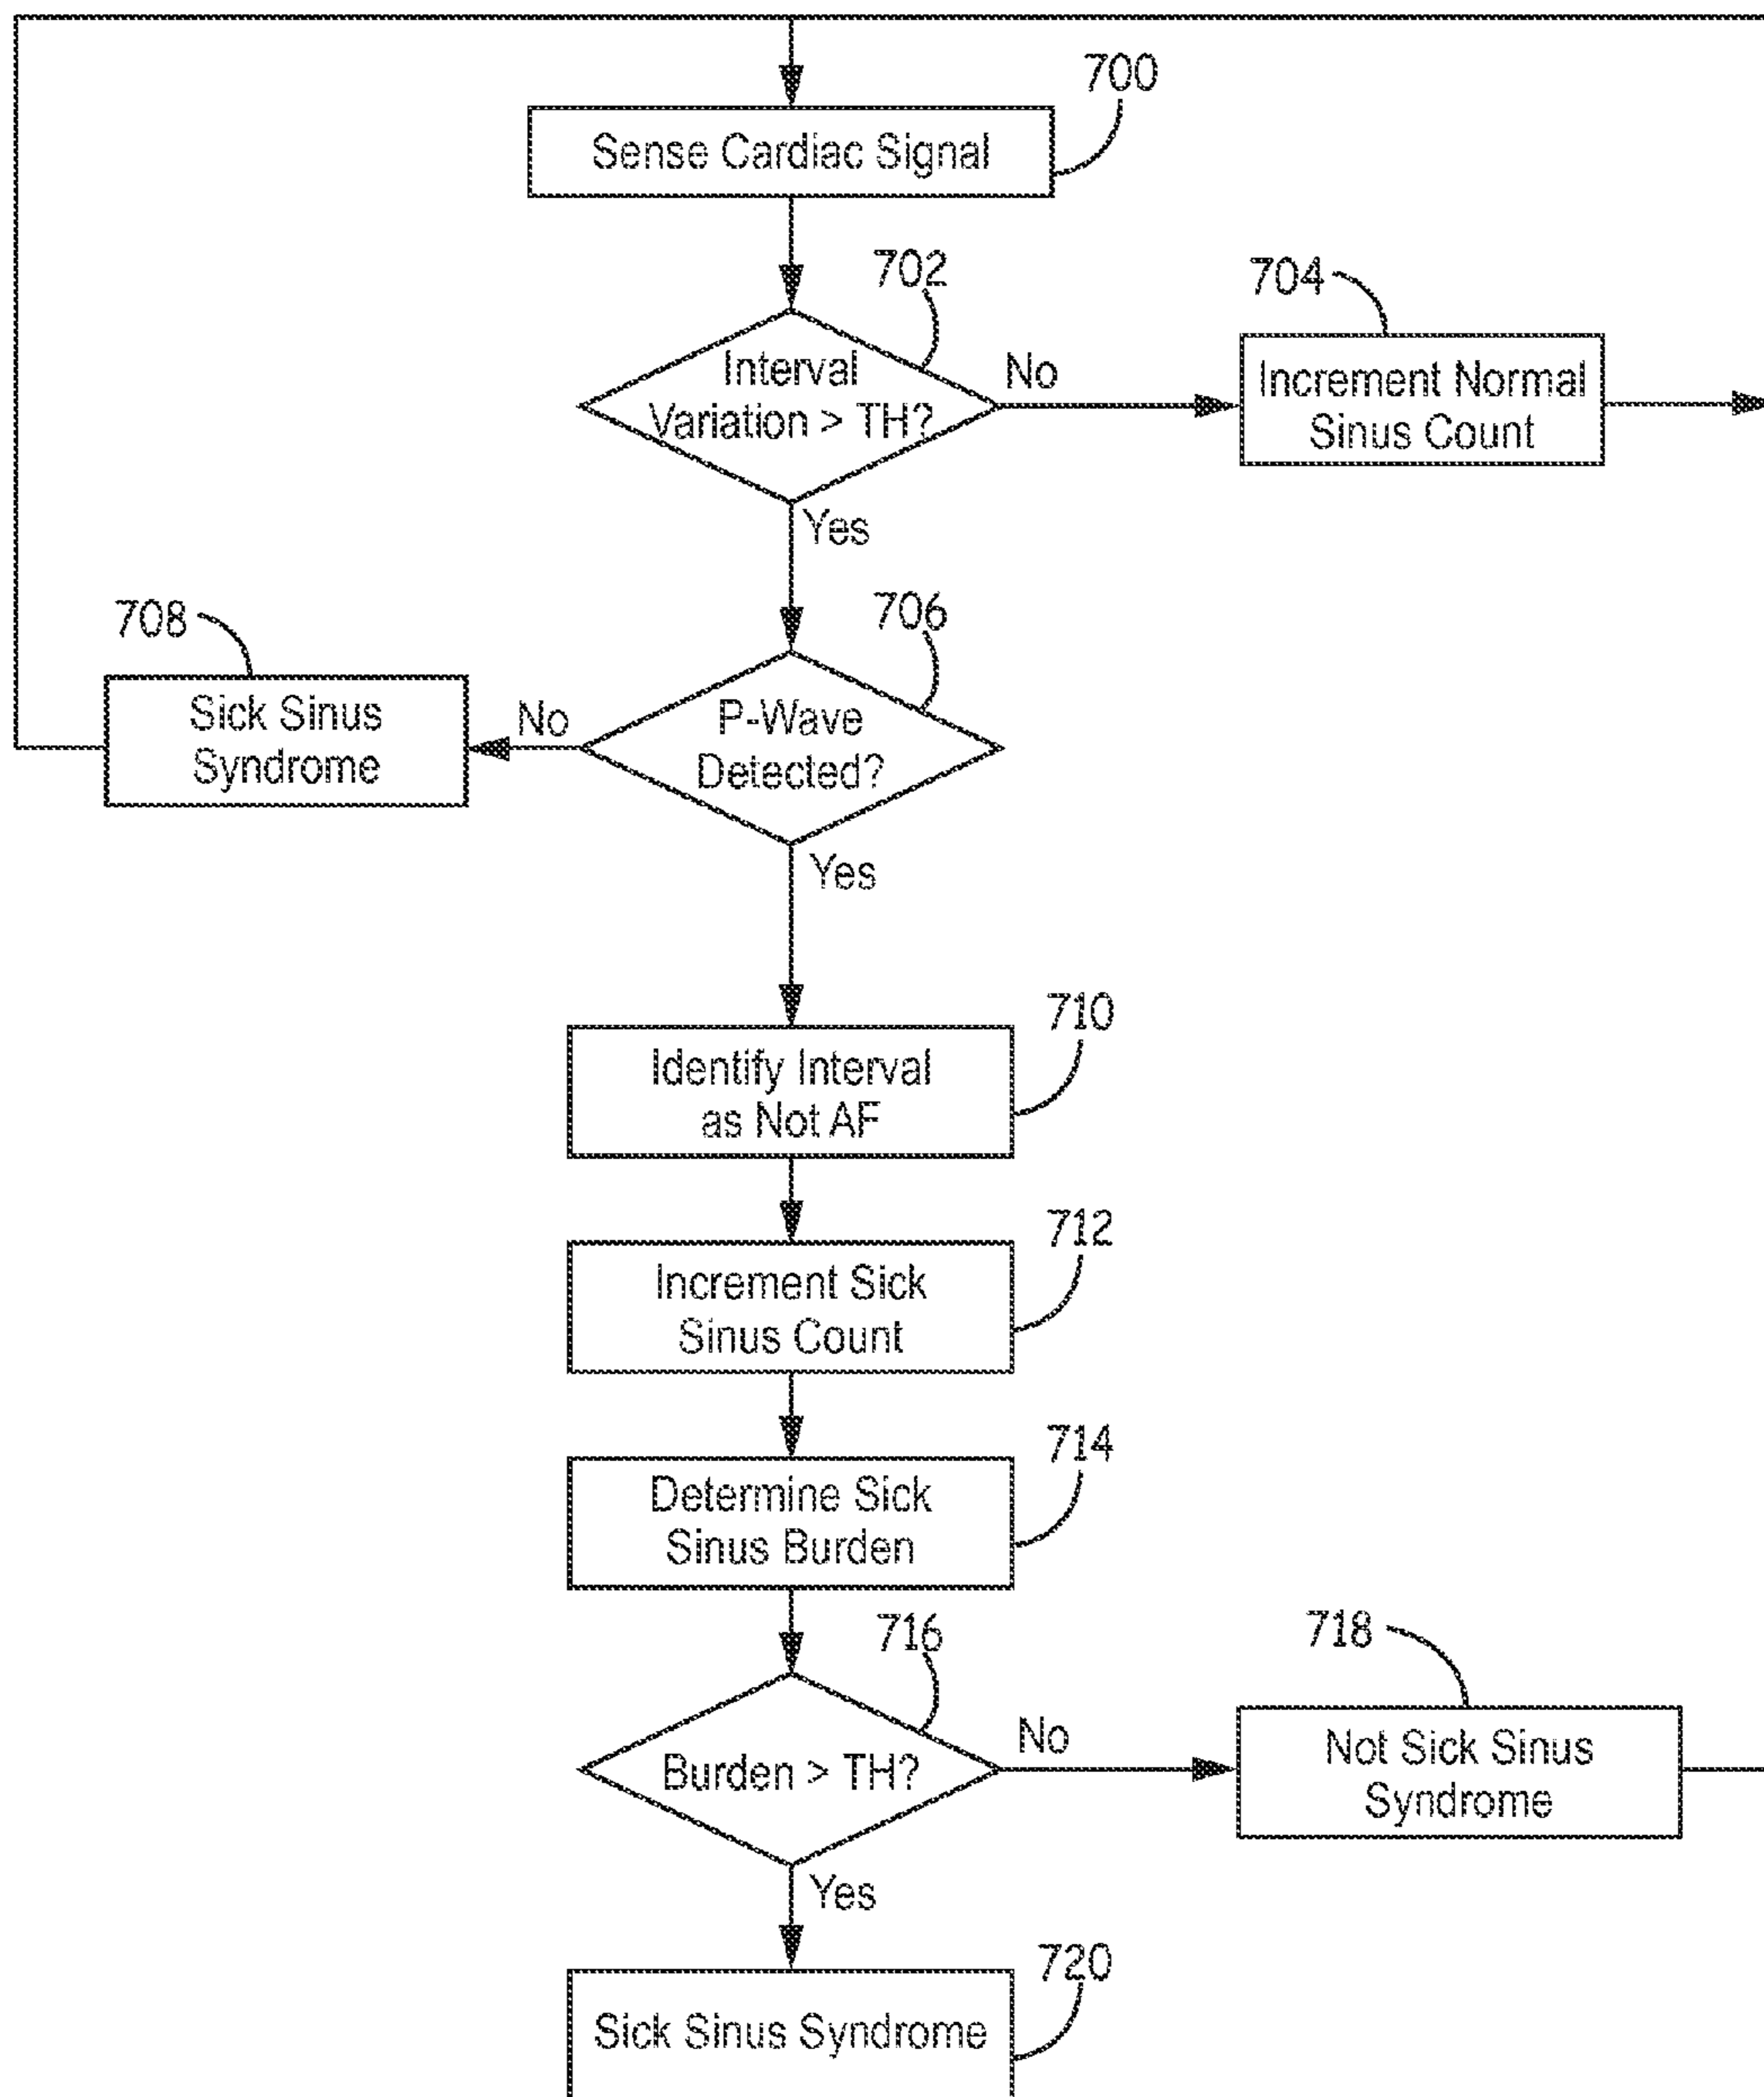 700
Sense Cardiac Signal
702
Interval
Variation > TH?
No
704
Increment Normal
Sinus Count
Yes
706
P-Wave
Detected?
No
708
Sick Sinus
Syndrome
Yes
710
Identify Interval
as Not AF
712
Increment Sick
Sinus Count
714
Determine Sick
Sinus Burden
716
Burden > TH?
No
718
Not Sick Sinus
Syndrome
Yes
720
Sick Sinus Syndrome